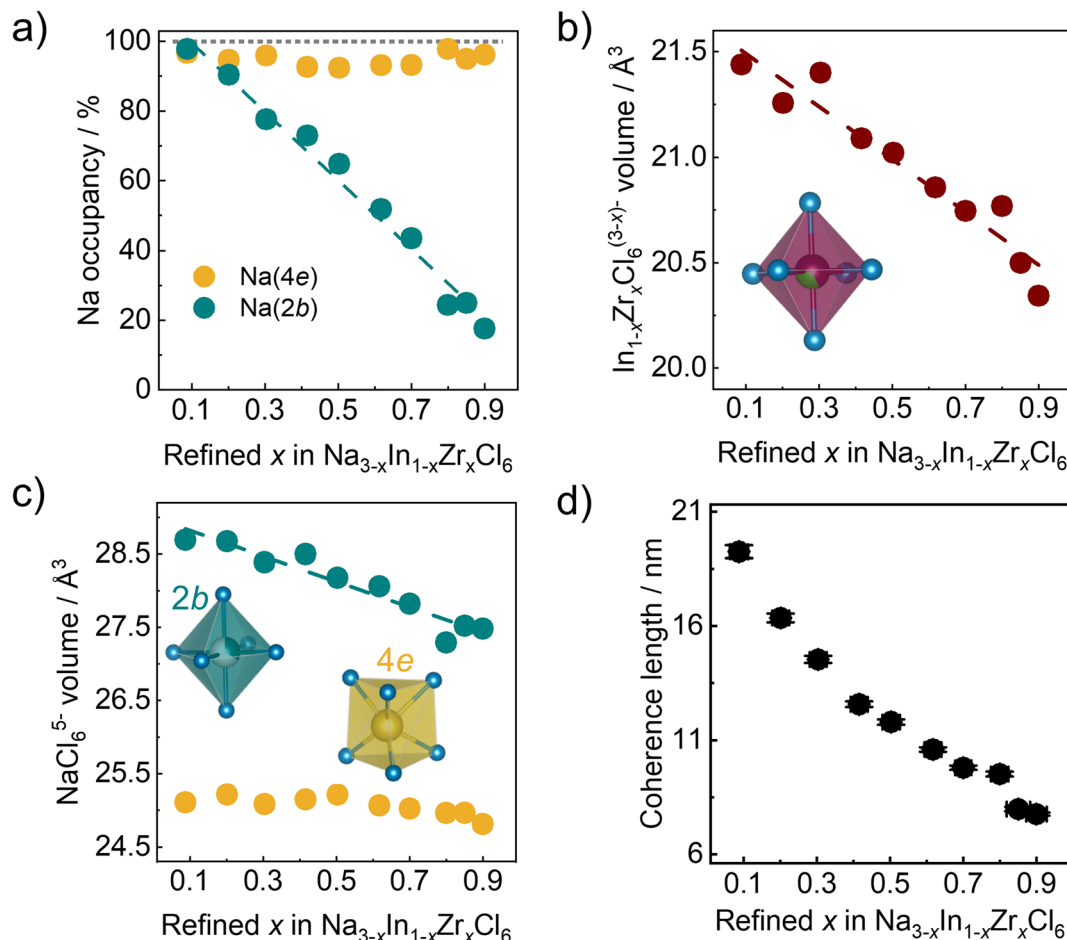 a)
Na occupancy / %
100
80
60
40
20
0
Na(4e)
Na(2b)
0.1 0.3 0.5 0.7 0.9
Refined x in Na₃₋ₓIn₁₋ₓZrₓCl₆
b)
In₁₋ₓZrₓCl₆⁽³⁻ˣ⁾⁻ volume / Å³
21.5
21.0
20.5
20.0
0.1 0.3 0.5 0.7 0.9
Refined x in Na₃₋ₓIn₁₋ₓZrₓCl₆
c)
NaCl₆⁵⁻ volume / Å³
28.5
27.5
26.5
25.5
24.5
2b
4e
0.1 0.3 0.5 0.7 0.9
Refined x in Na₃₋ₓIn₁₋ₓZrₓCl₆
d)
Coherence length / nm
21
16
11
6
0.1 0.3 0.5 0.7 0.9
Refined x in Na₃₋ₓIn₁₋ₓZrₓCl₆